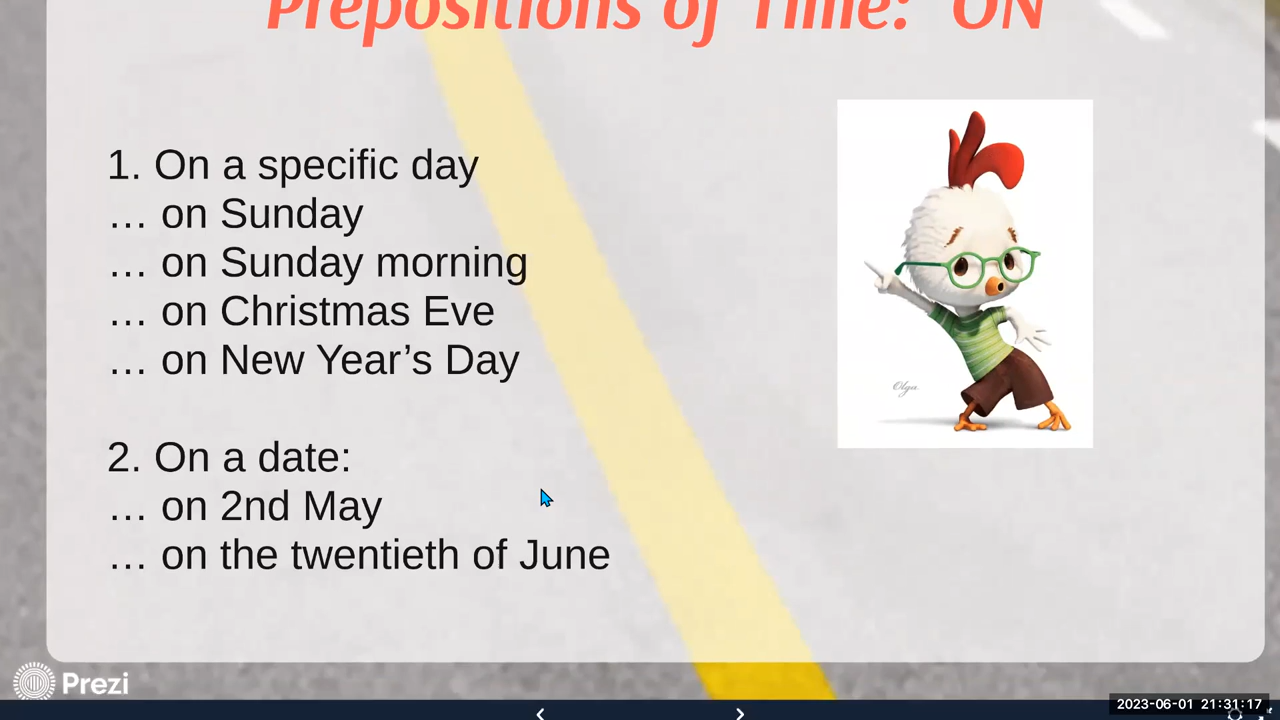 Prepositions of Time: ON
1. On a specific day
… on Sunday
… on Sunday morning
… on Christmas Eve
… on New Year’s Day
2. On a date:
… on 2nd May
… on the twentieth of June
Olga
Prezi
2023-06-01 21:31:17